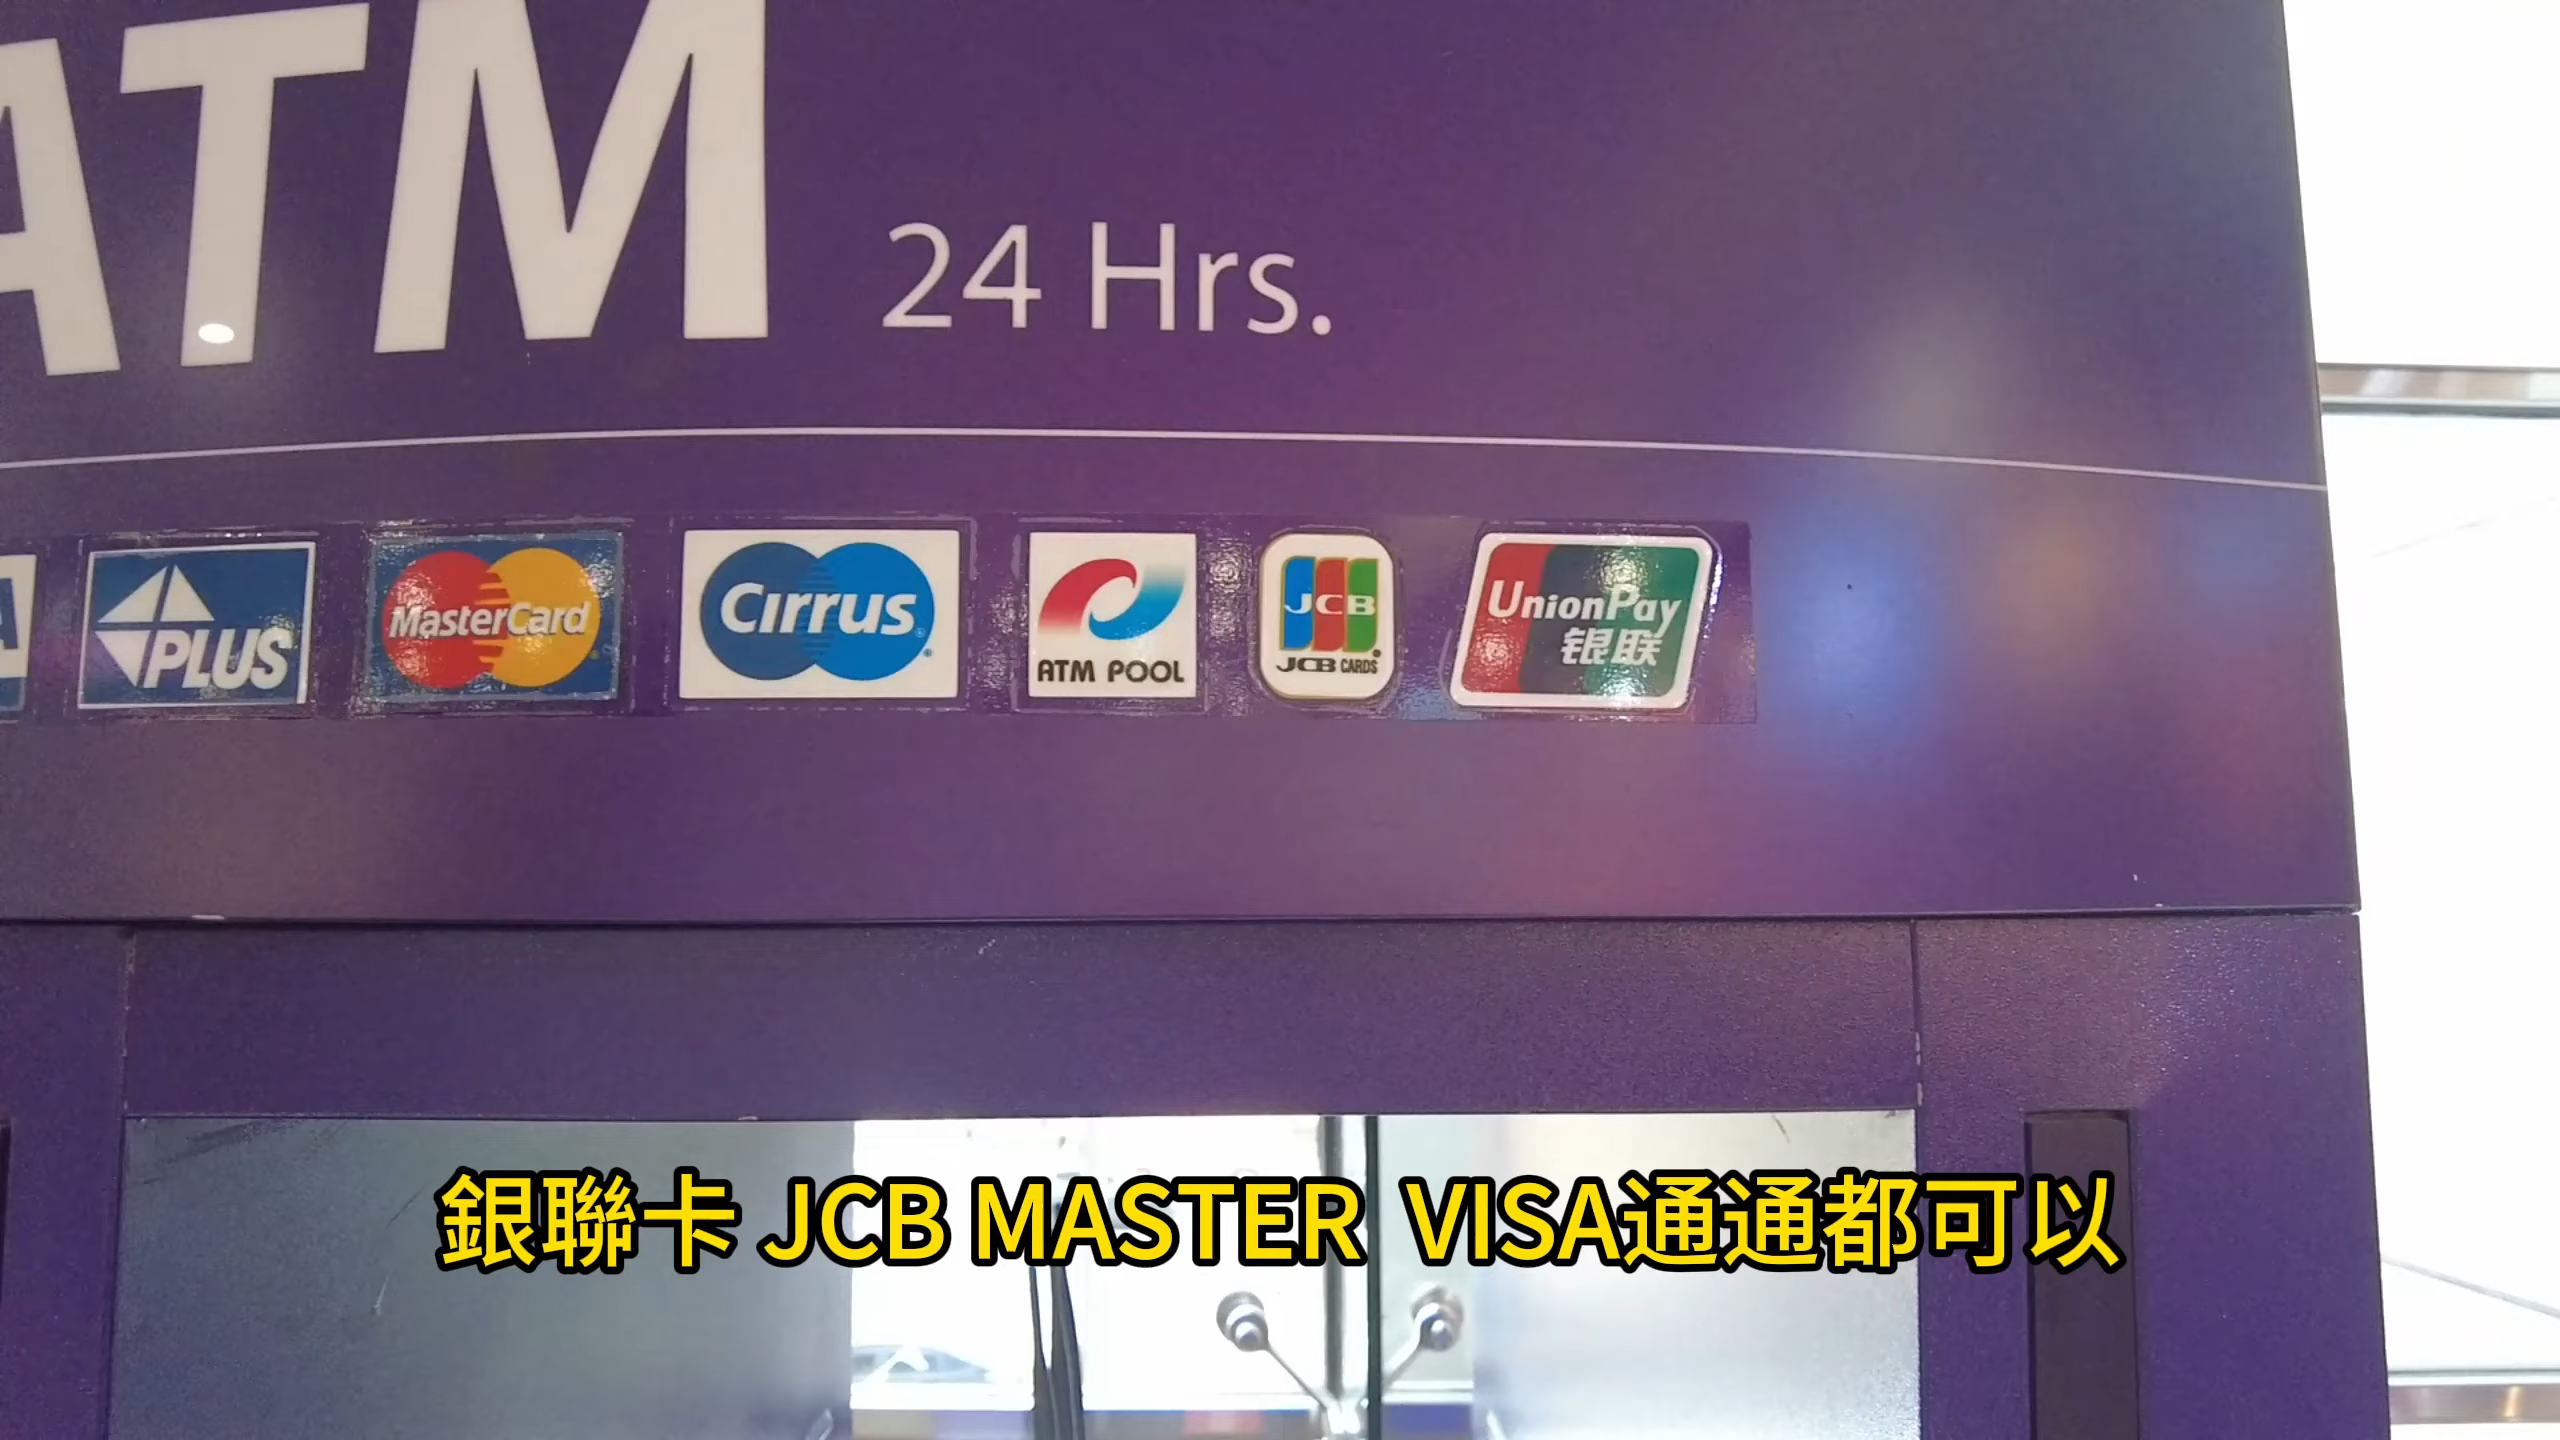 ATM
24 Hrs.
A
PLUS
MasterCard
Cirrus
ATM POOL
JCB
JCB CARDS
UnionPay
银联
銀聯卡 JCB MASTER VISA通通都可以